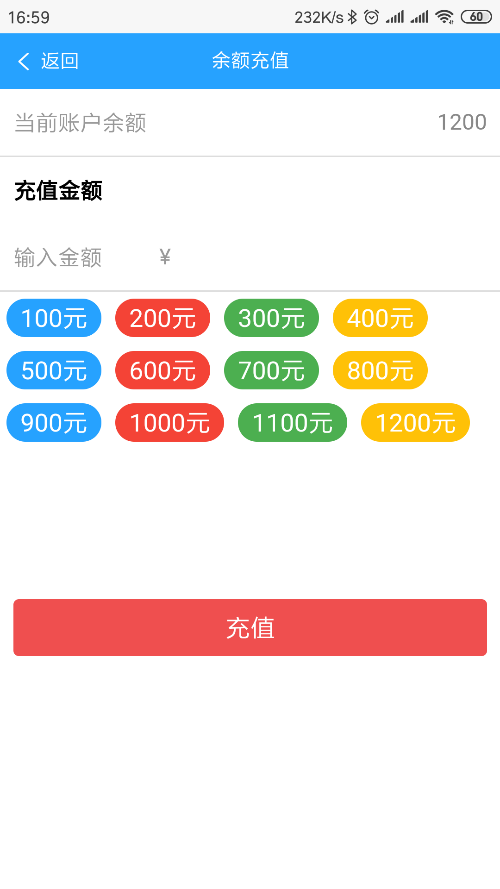 16:59 232K/s 60
返回 余额充值
当前账户余额 1200
充值金额
输入金额 ¥
100元 200元 300元 400元
500元 600元 700元 800元
900元 1000元 1100元 1200元
充值